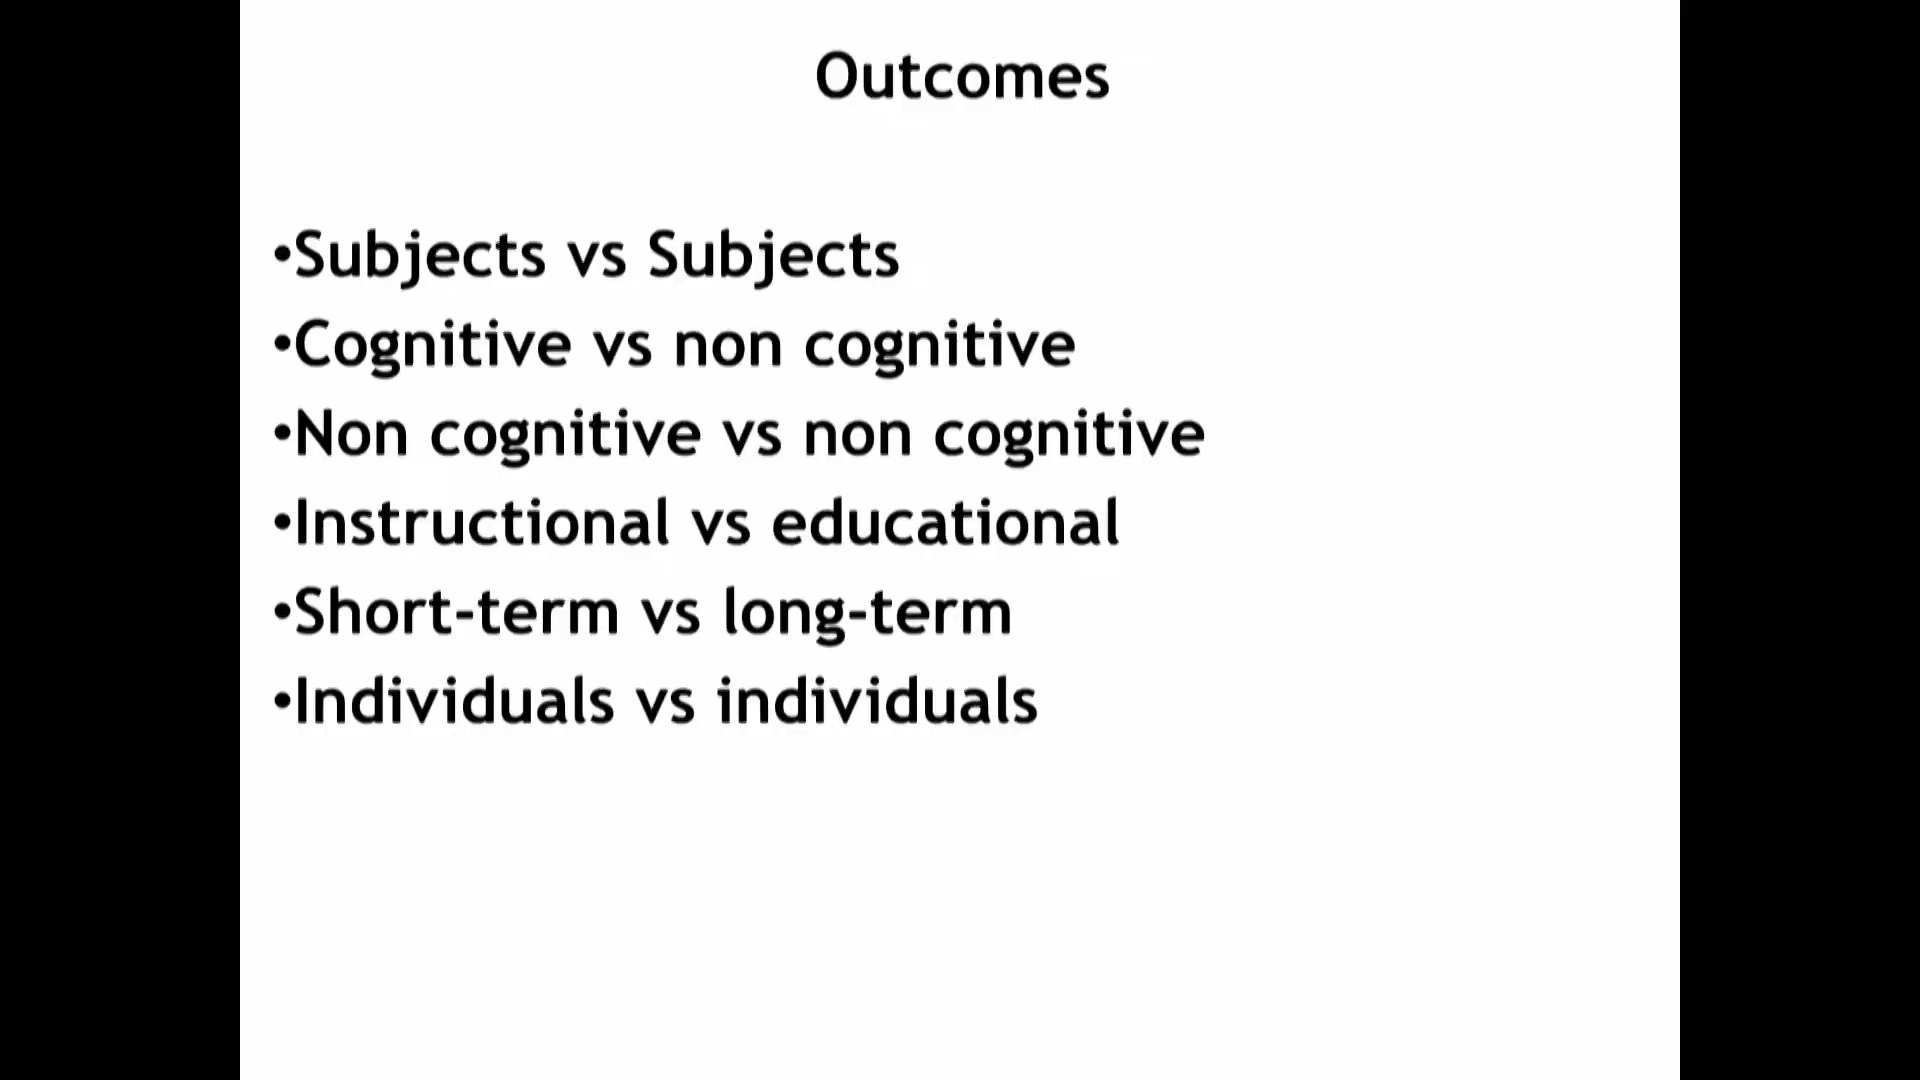 Outcomes
•Subjects vs Subjects
•Cognitive vs non cognitive
•Non cognitive vs non cognitive
•Instructional vs educational
•Short-term vs long-term
•Individuals vs individuals